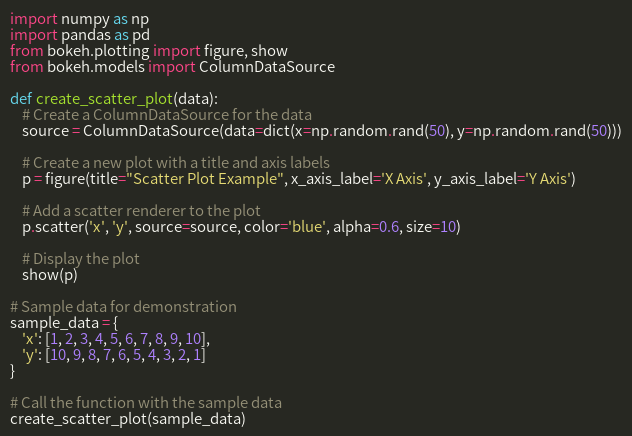 import numpy as np
import pandas as pd
from bokeh.plotting import figure, show
from bokeh.models import ColumnDataSource

def create_scatter_plot(data):
    # Create a ColumnDataSource for the data
    source = ColumnDataSource(data=dict(x=np.random.rand(50), y=np.random.rand(50)))

    # Create a new plot with a title and axis labels
    p = figure(title="Scatter Plot Example", x_axis_label='X Axis', y_axis_label='Y Axis')

    # Add a scatter renderer to the plot
    p.scatter('x', 'y', source=source, color='blue', alpha=0.6, size=10)

    # Display the plot
    show(p)

# Sample data for demonstration
sample_data = {
    'x': [1, 2, 3, 4, 5, 6, 7, 8, 9, 10],
    'y': [10, 9, 8, 7, 6, 5, 4, 3, 2, 1]
}

# Call the function with the sample data
create_scatter_plot(sample_data)